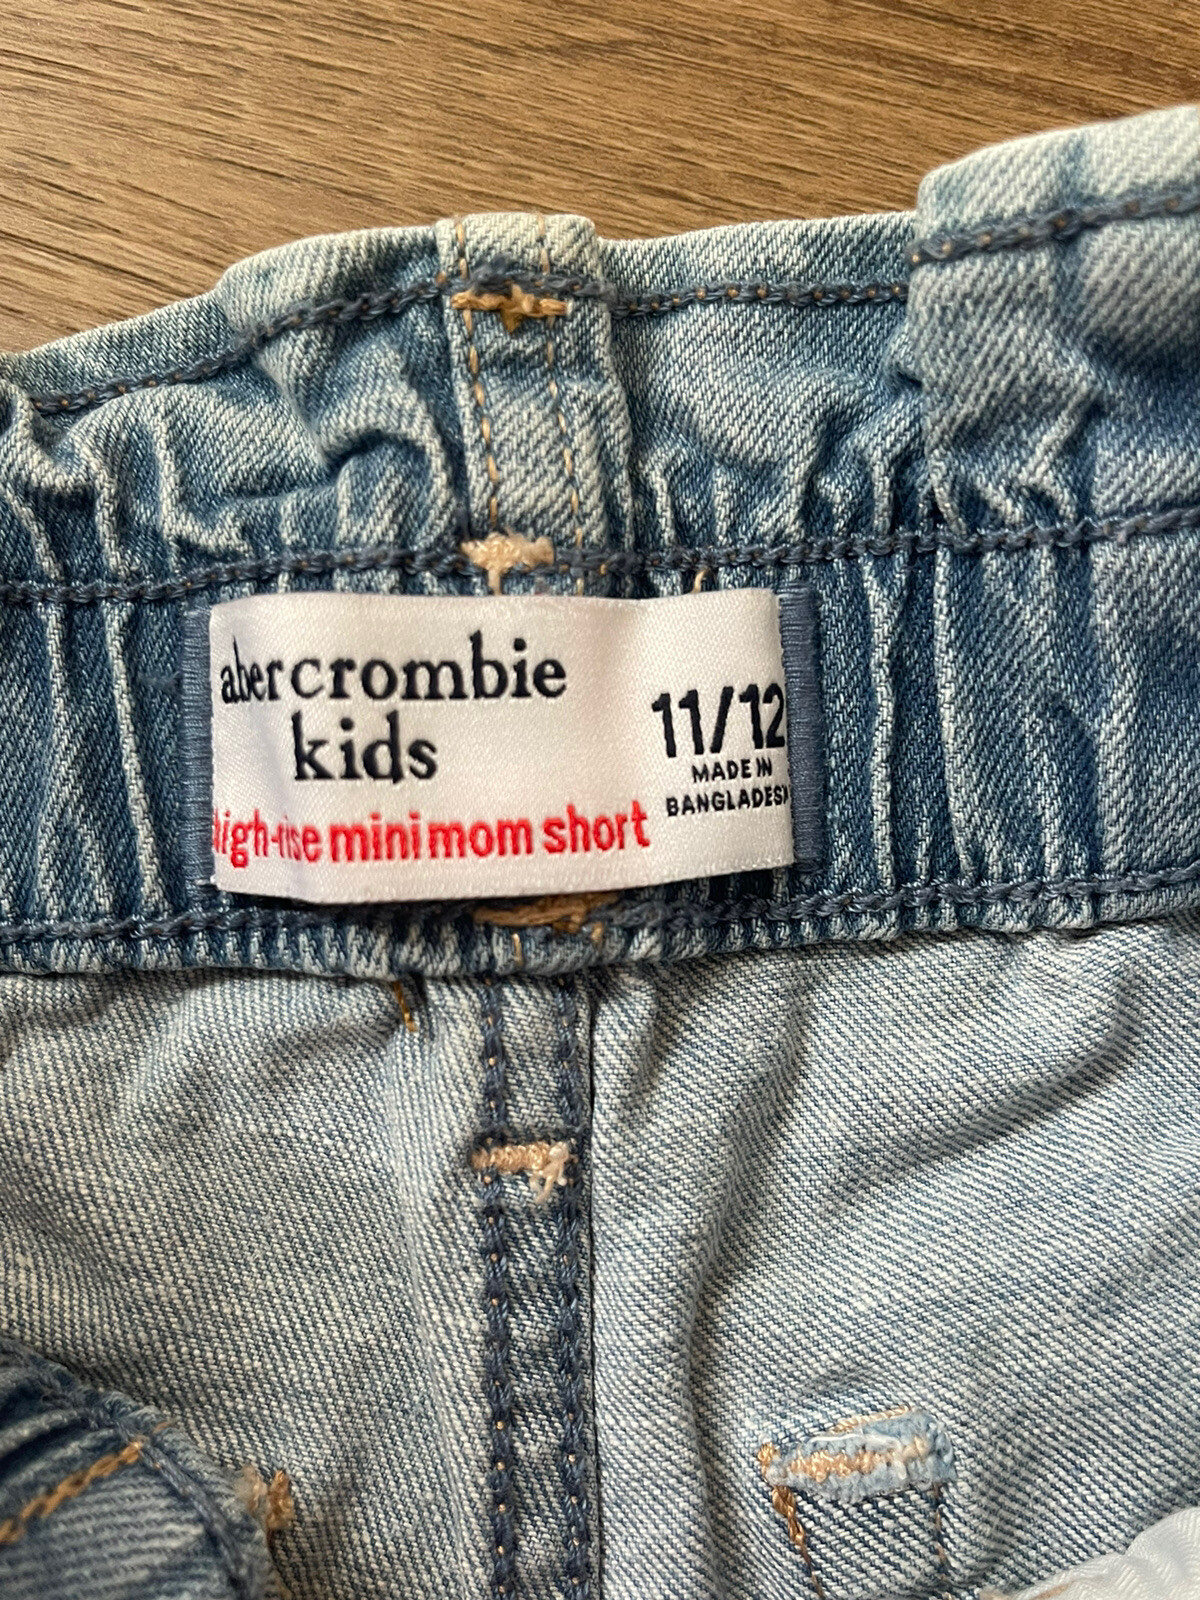 abercrombie
kids
high-rise mini mom short
11/12
MADE IN
BANGLADESH